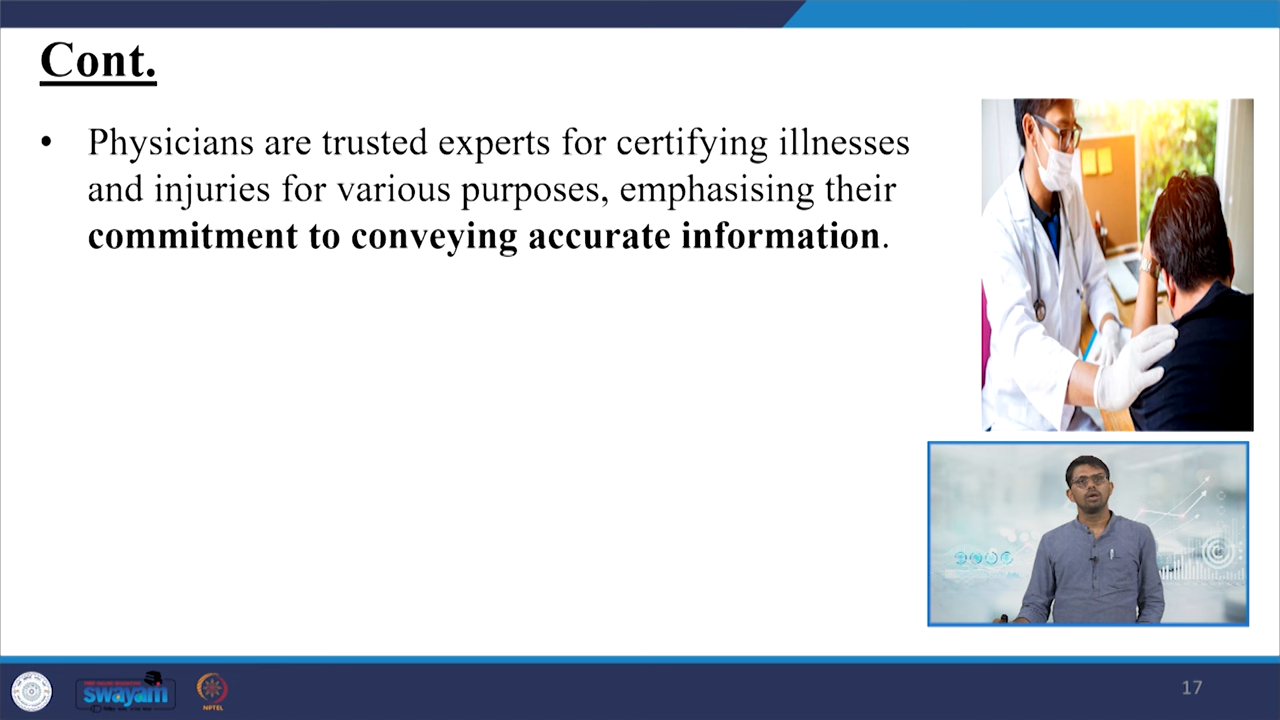 Cont.
• Physicians are trusted experts for certifying illnesses
and injuries for various purposes, emphasising their
commitment to conveying accurate information.
swayam
NPTEL
17